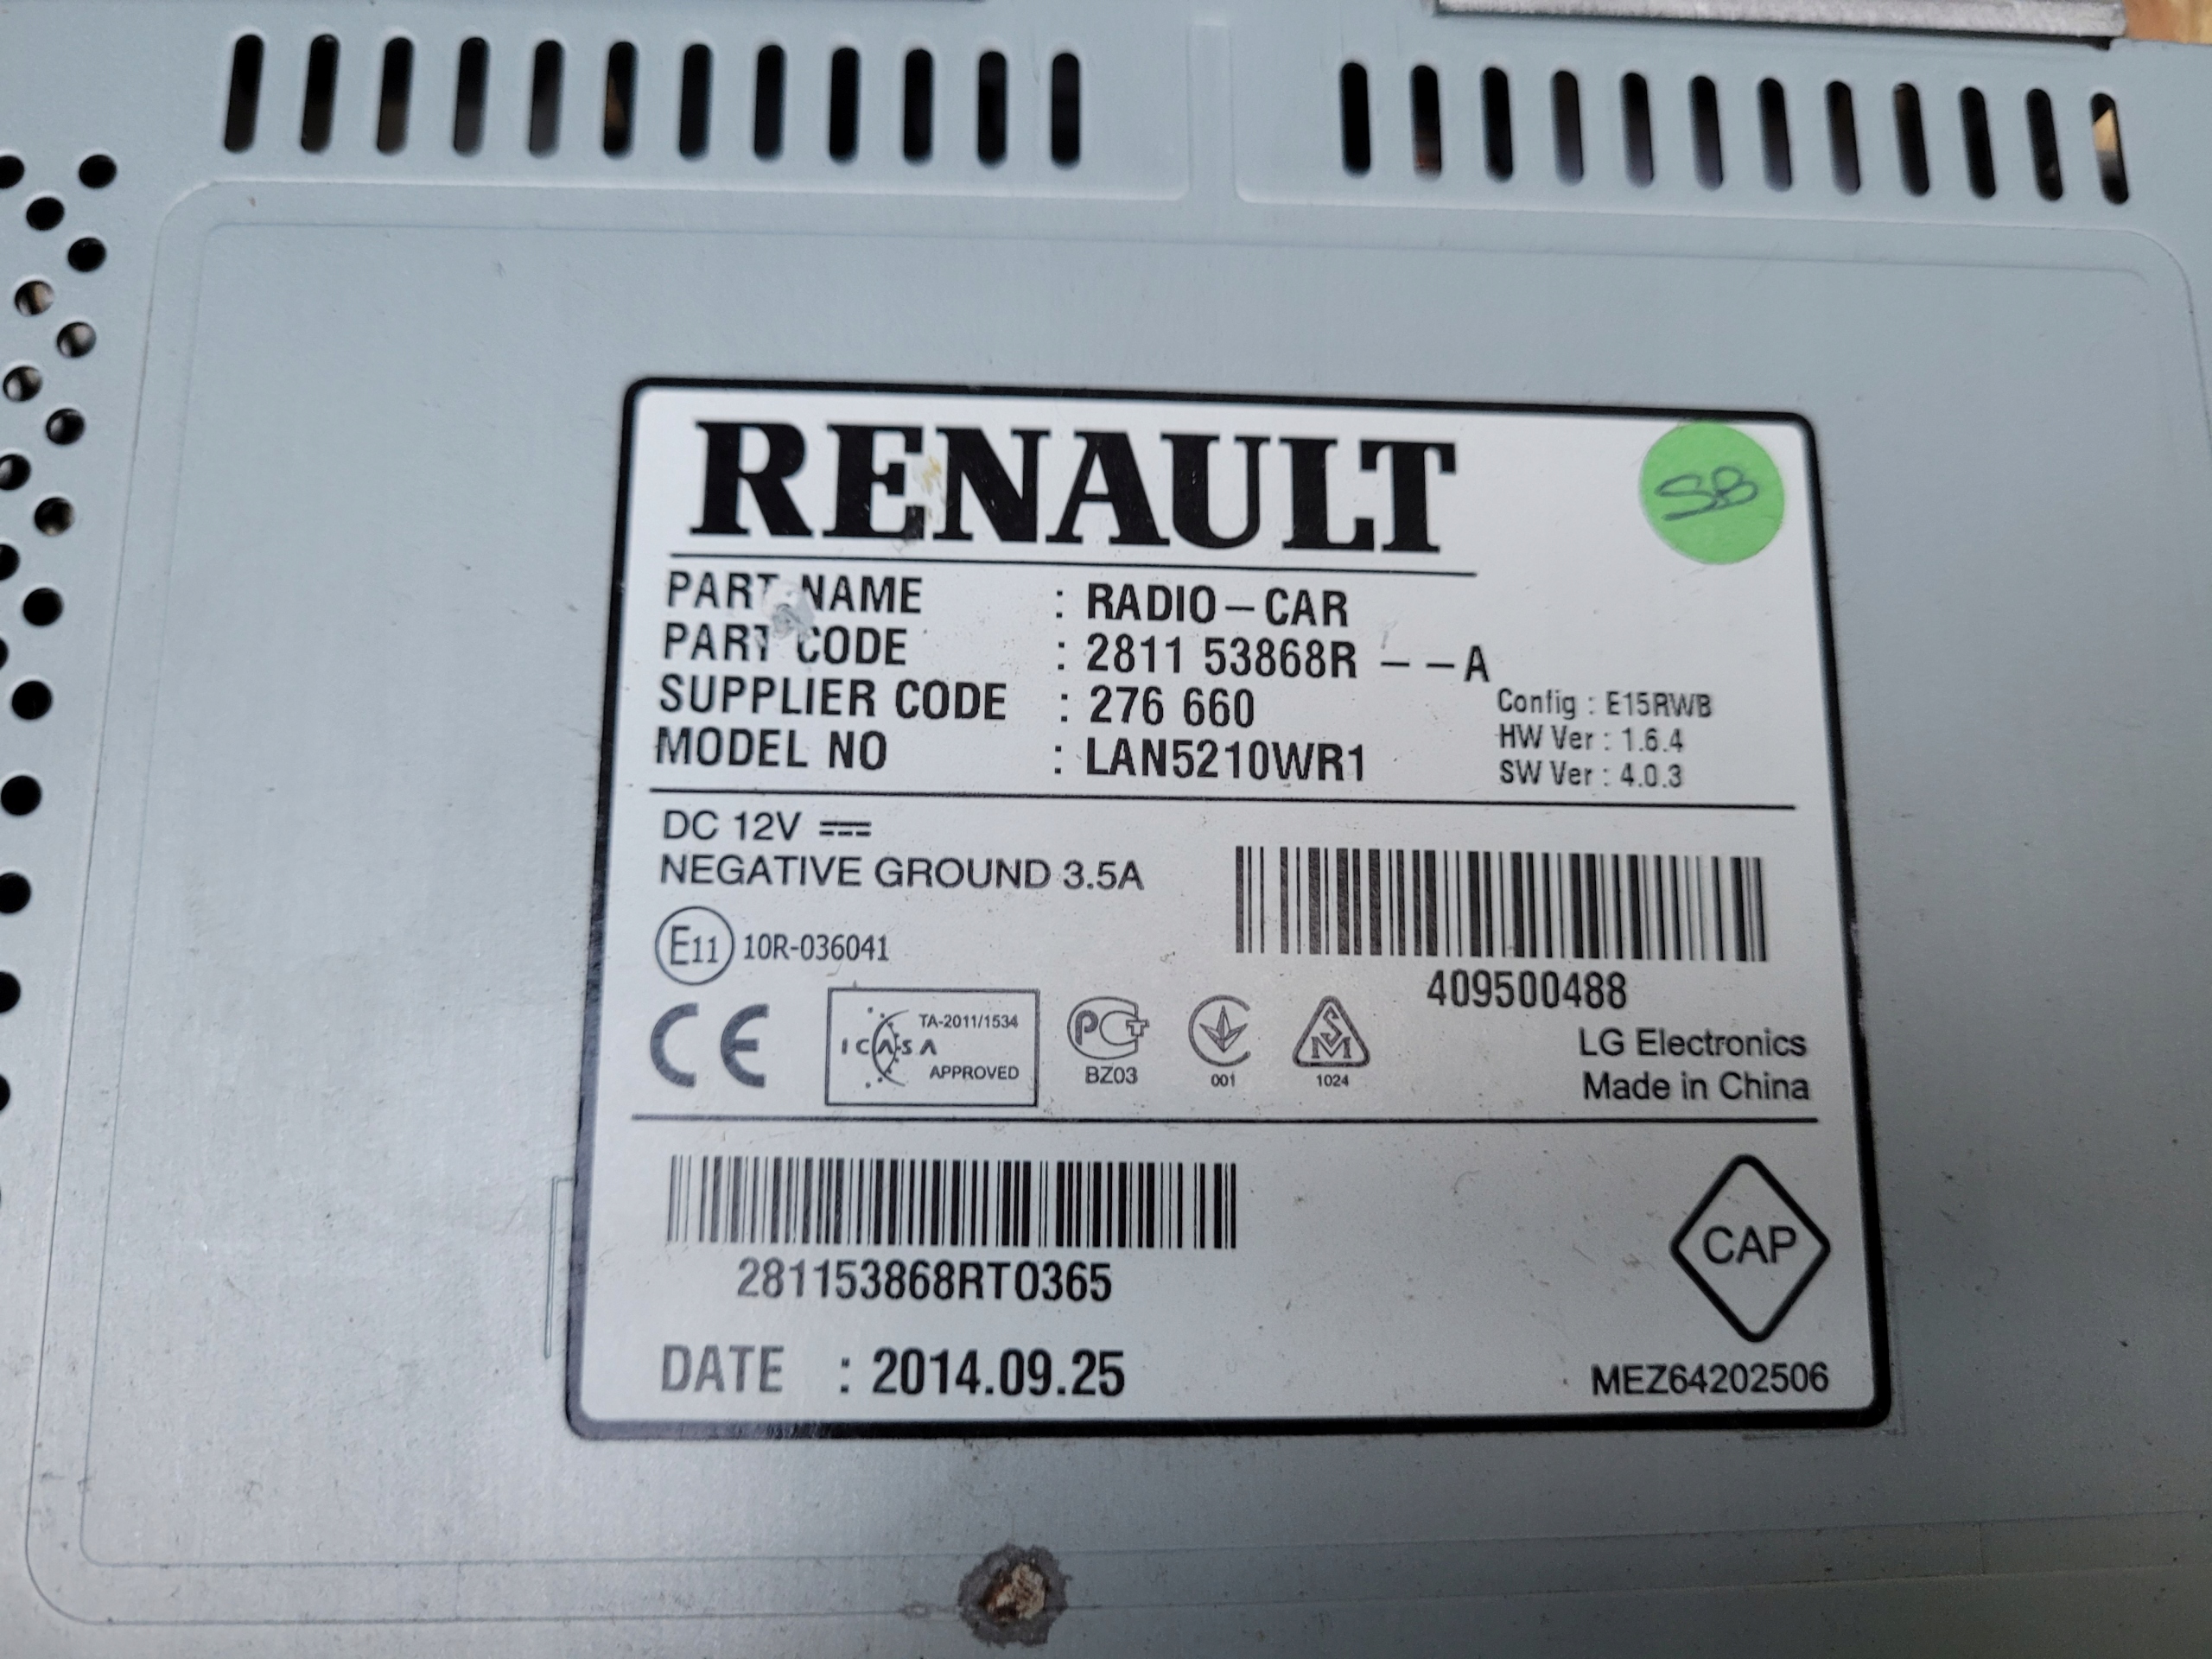 RENAULT
SB
PART NAME : RADIO-CAR
PART CODE : 2811 53868R --A
SUPPLIER CODE : 276 660
MODEL NO : LAN5210WR1
Config : E15RWB
HW Ver : 1.6.4
SW Ver : 4.0.3
DC 12V
NEGATIVE GROUND 3.5A
E11 10R-036041
409500488
CE
TA-2011/1534
ICASA
APPROVED
РСТ
BZ03
001
SM
1024
LG Electronics
Made in China
281153868RT0365
CAP
DATE : 2014.09.25
MEZ64202506